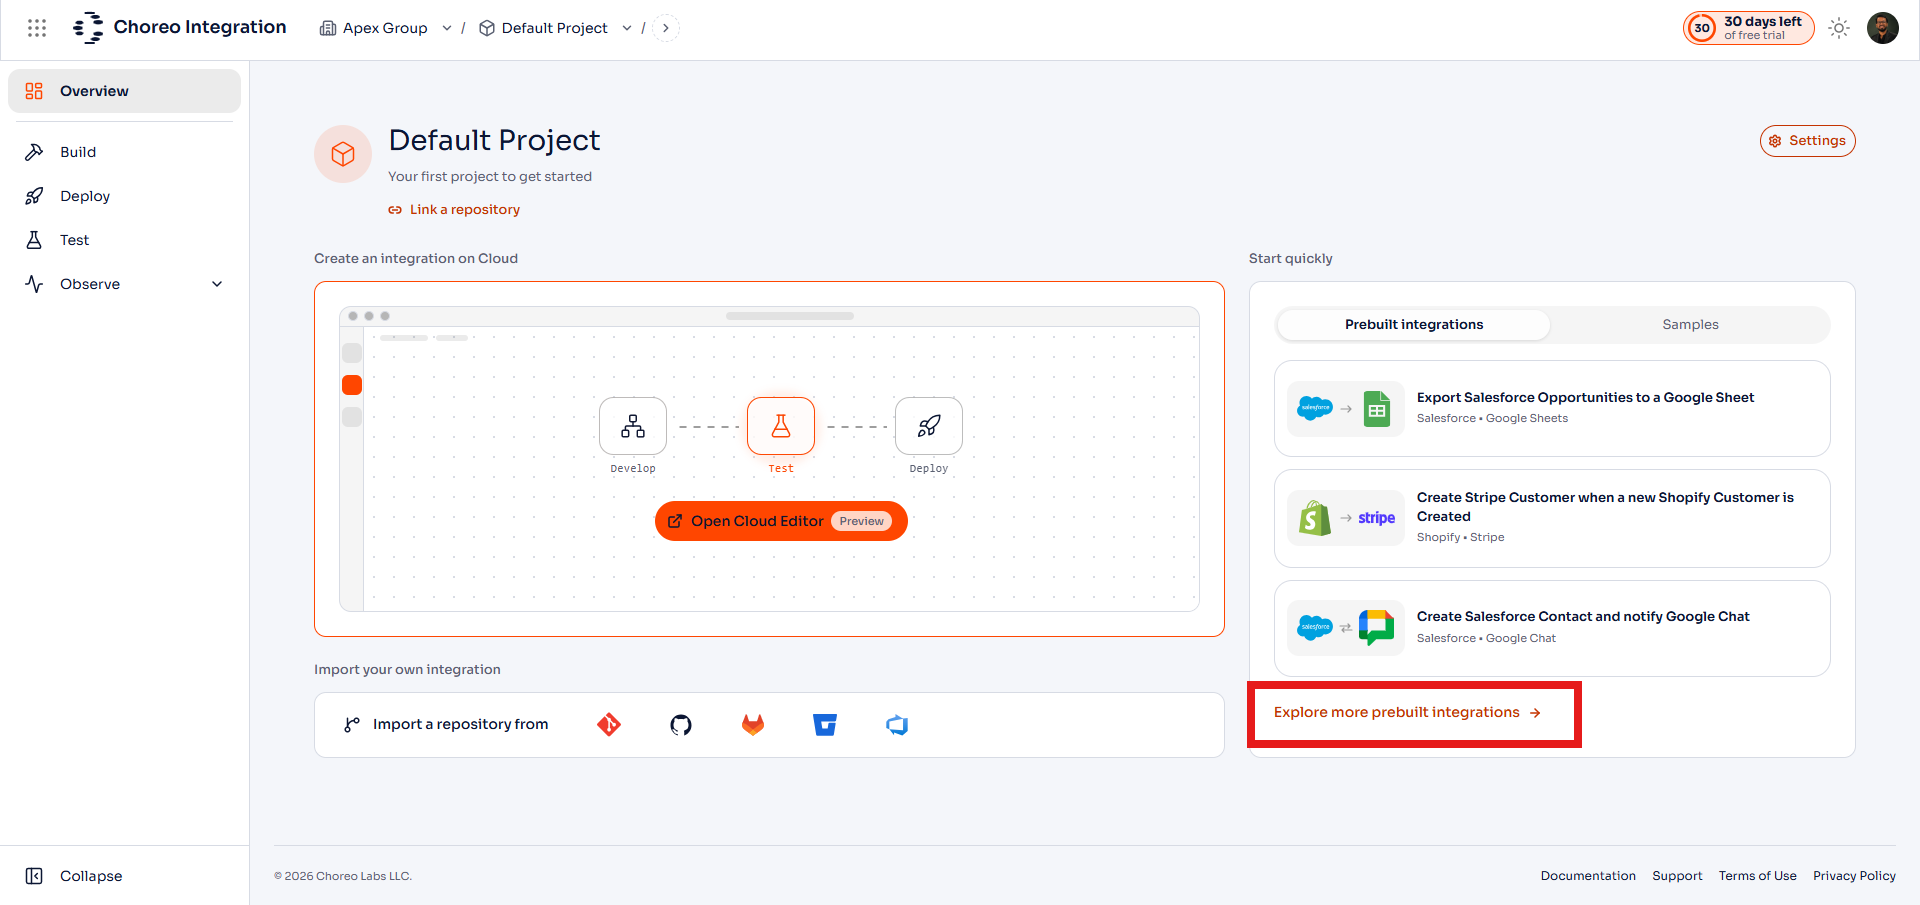 Choreo Integration
Apex Group
/
Default Project
/
30
30 days left
of free trial
Overview
Build
Deploy
Test
Observe
Collapse
Default Project
Your first project to get started
Link a repository
Settings
Create an integration on Cloud
Develop
Test
Deploy
Open Cloud Editor
Preview
Import your own integration
Import a repository from
Start quickly
Prebuilt integrations
Samples
salesforce
Export Salesforce Opportunities to a Google Sheet
Salesforce • Google Sheets
stripe
Create Stripe Customer when a new Shopify Customer is
Created
Shopify • Stripe
salesforce
Create Salesforce Contact and notify Google Chat
Salesforce • Google Chat
Explore more prebuilt integrations →
© 2026 Choreo Labs LLC.
Documentation
Support
Terms of Use
Privacy Policy